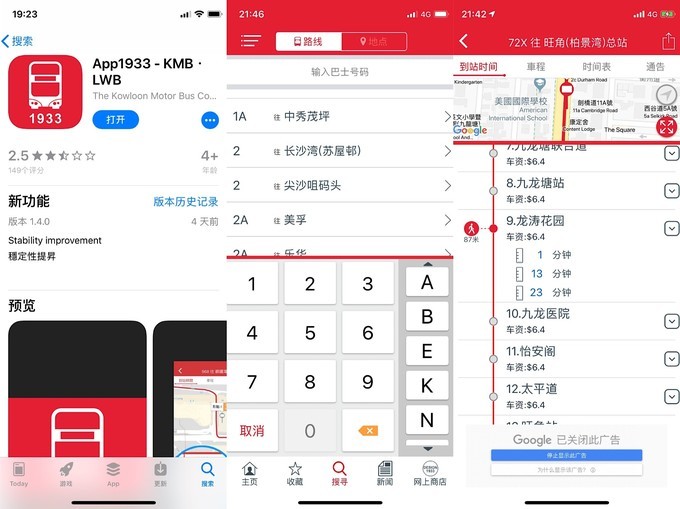 19:23
搜索
1933
App1933 - KMB ·
LWB
The Kowloon Motor Bus Co...
打开
2.5
149个评分
4+
年龄
新功能
版本历史记录
版本 1.4.0
4 天前
Stability improvement
穩定性提昇
预览
1933
Today
游戏
App
更新
搜索
21:46
4G
路线
地点
输入巴士号码
1A 往 中秀茂坪
2 往 长沙湾(苏屋邨)
2 往 尖沙咀码头
2A 往 美孚
2A 往 乐华
1 2 3
4 5 6
7 8 9
取消 0
A
B
E
K
N
主页
收藏
搜寻
新闻
网上商店
21:42
4G
72X 往 旺角(柏景湾)总站
到站时间
车程
时间表
通告
Kindergarten
2c Durham Road
美國國際學校
American
International School
劍橋道11A號
11a Cambridge Road
康定舍
Content Lodge
The Square
西谷道5A號
5a Selkirk Road
Google
7.九龙塘联合道
车资:$6.4
8.九龙塘站
车资:$6.4
9.龙涛花园
车资:$6.4
87米
1 分钟
13 分钟
23 分钟
10.九龙医院
车资:$6.4
11.怡安阁
车资:$6.4
12.太平道
车资:$6.4
Google 已关闭此广告
停止显示此广告
为什么显示该广告?